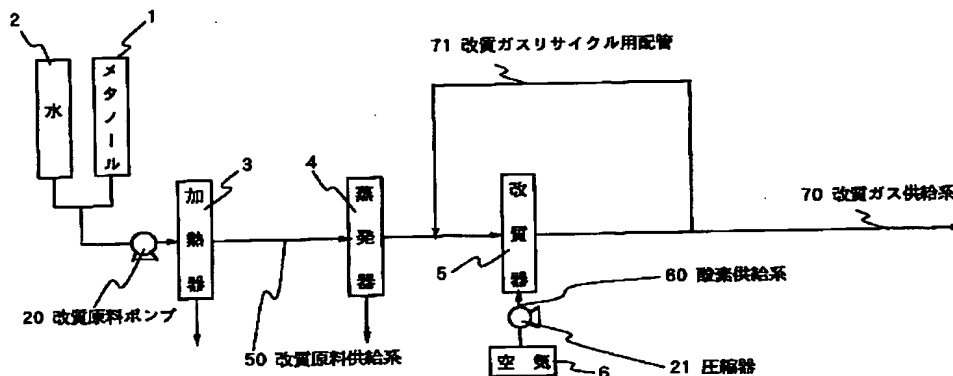 2
1
水
メタノール
71 改質ガスリサイクル用配管
3
加熱器
4
蒸発器
改質器
5
70 改質ガス供給系
60 酸素供給系
20 改質原料ポンプ
50 改質原料供給系
空気
6
21 圧縮器